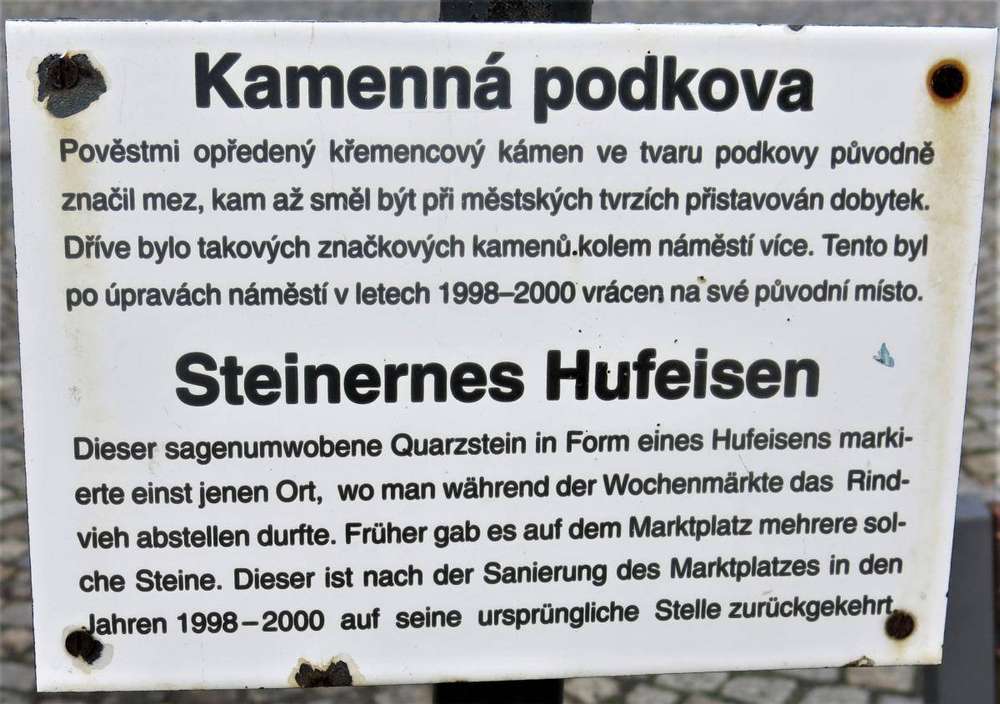 Kamenná podkova
Pověstmi opředený křemencový kámen ve tvaru podkovy původně
značil mez, kam až směl být při městských tvrzích přistavován dobytek.
Dříve bylo takových značkových kamenů kolem náměstí více. Tento byl
po úpravách náměstí v letech 1998–2000 vrácen na své původní místo.
Steinernes Hufeisen
Dieser sagenumwobene Quarzstein in Form eines Hufeisens marki-
erte einst jenen Ort, wo man während der Wochenmärkte das Rind-
vieh abstellen durfte. Früher gab es auf dem Marktplatz mehrere sol-
che Steine. Dieser ist nach der Sanierung des Marktplatzes in den
Jahren 1998–2000 auf seine ursprüngliche Stelle zurückgekehrt.